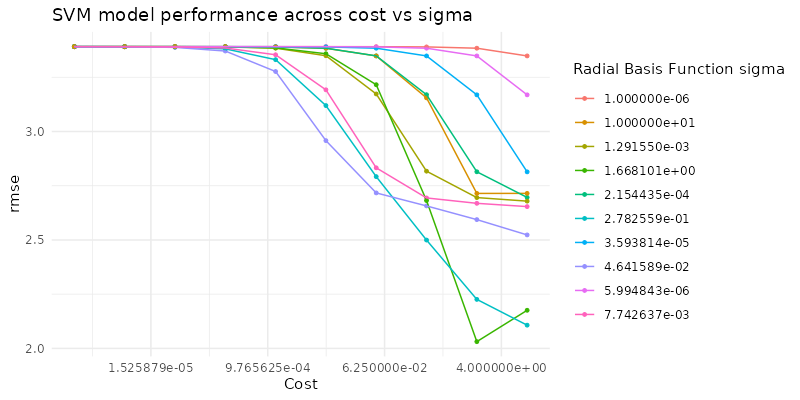 SVM model performance across cost vs sigma
rmse
3.0
2.5
2.0
1.525879e-05 9.765625e-04 6.250000e-02 4.000000e+00
Cost
Radial Basis Function sigma
1.000000e-06
1.000000e+01
1.291550e-03
1.668101e+00
2.154435e-04
2.782559e-01
3.593814e-05
4.641589e-02
5.994843e-06
7.742637e-03